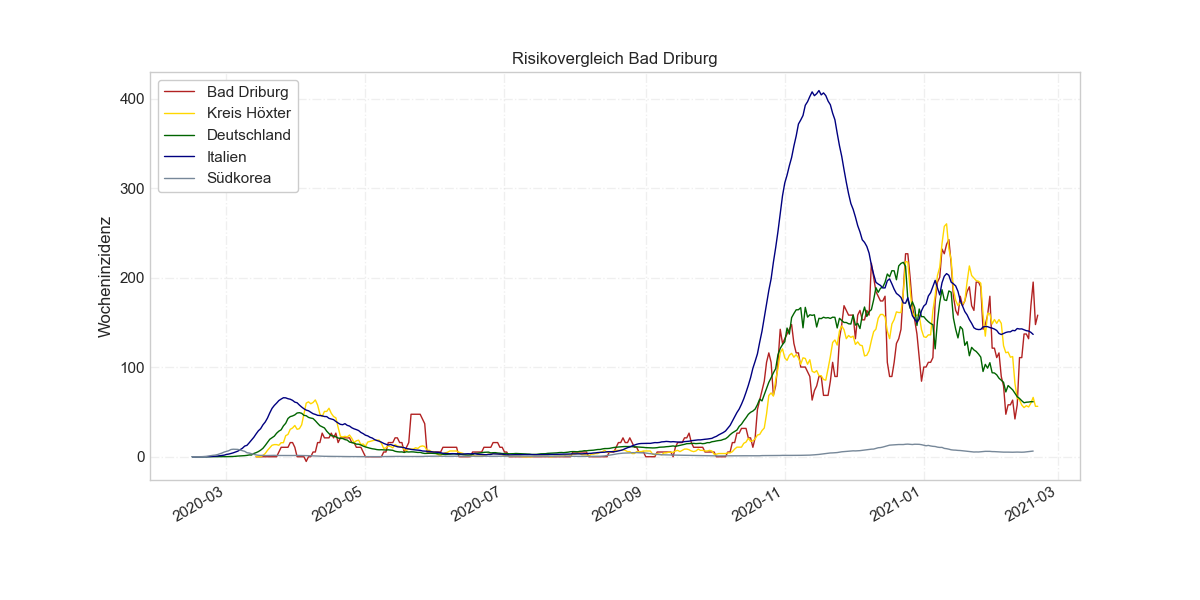 Risikovergleich Bad Driburg
Bad Driburg
Kreis Höxter
Deutschland
Italien
Südkorea
Wocheninzidenz
400
300
200
100
0
2020-03
2020-05
2020-07
2020-09
2020-11
2021-01
2021-03